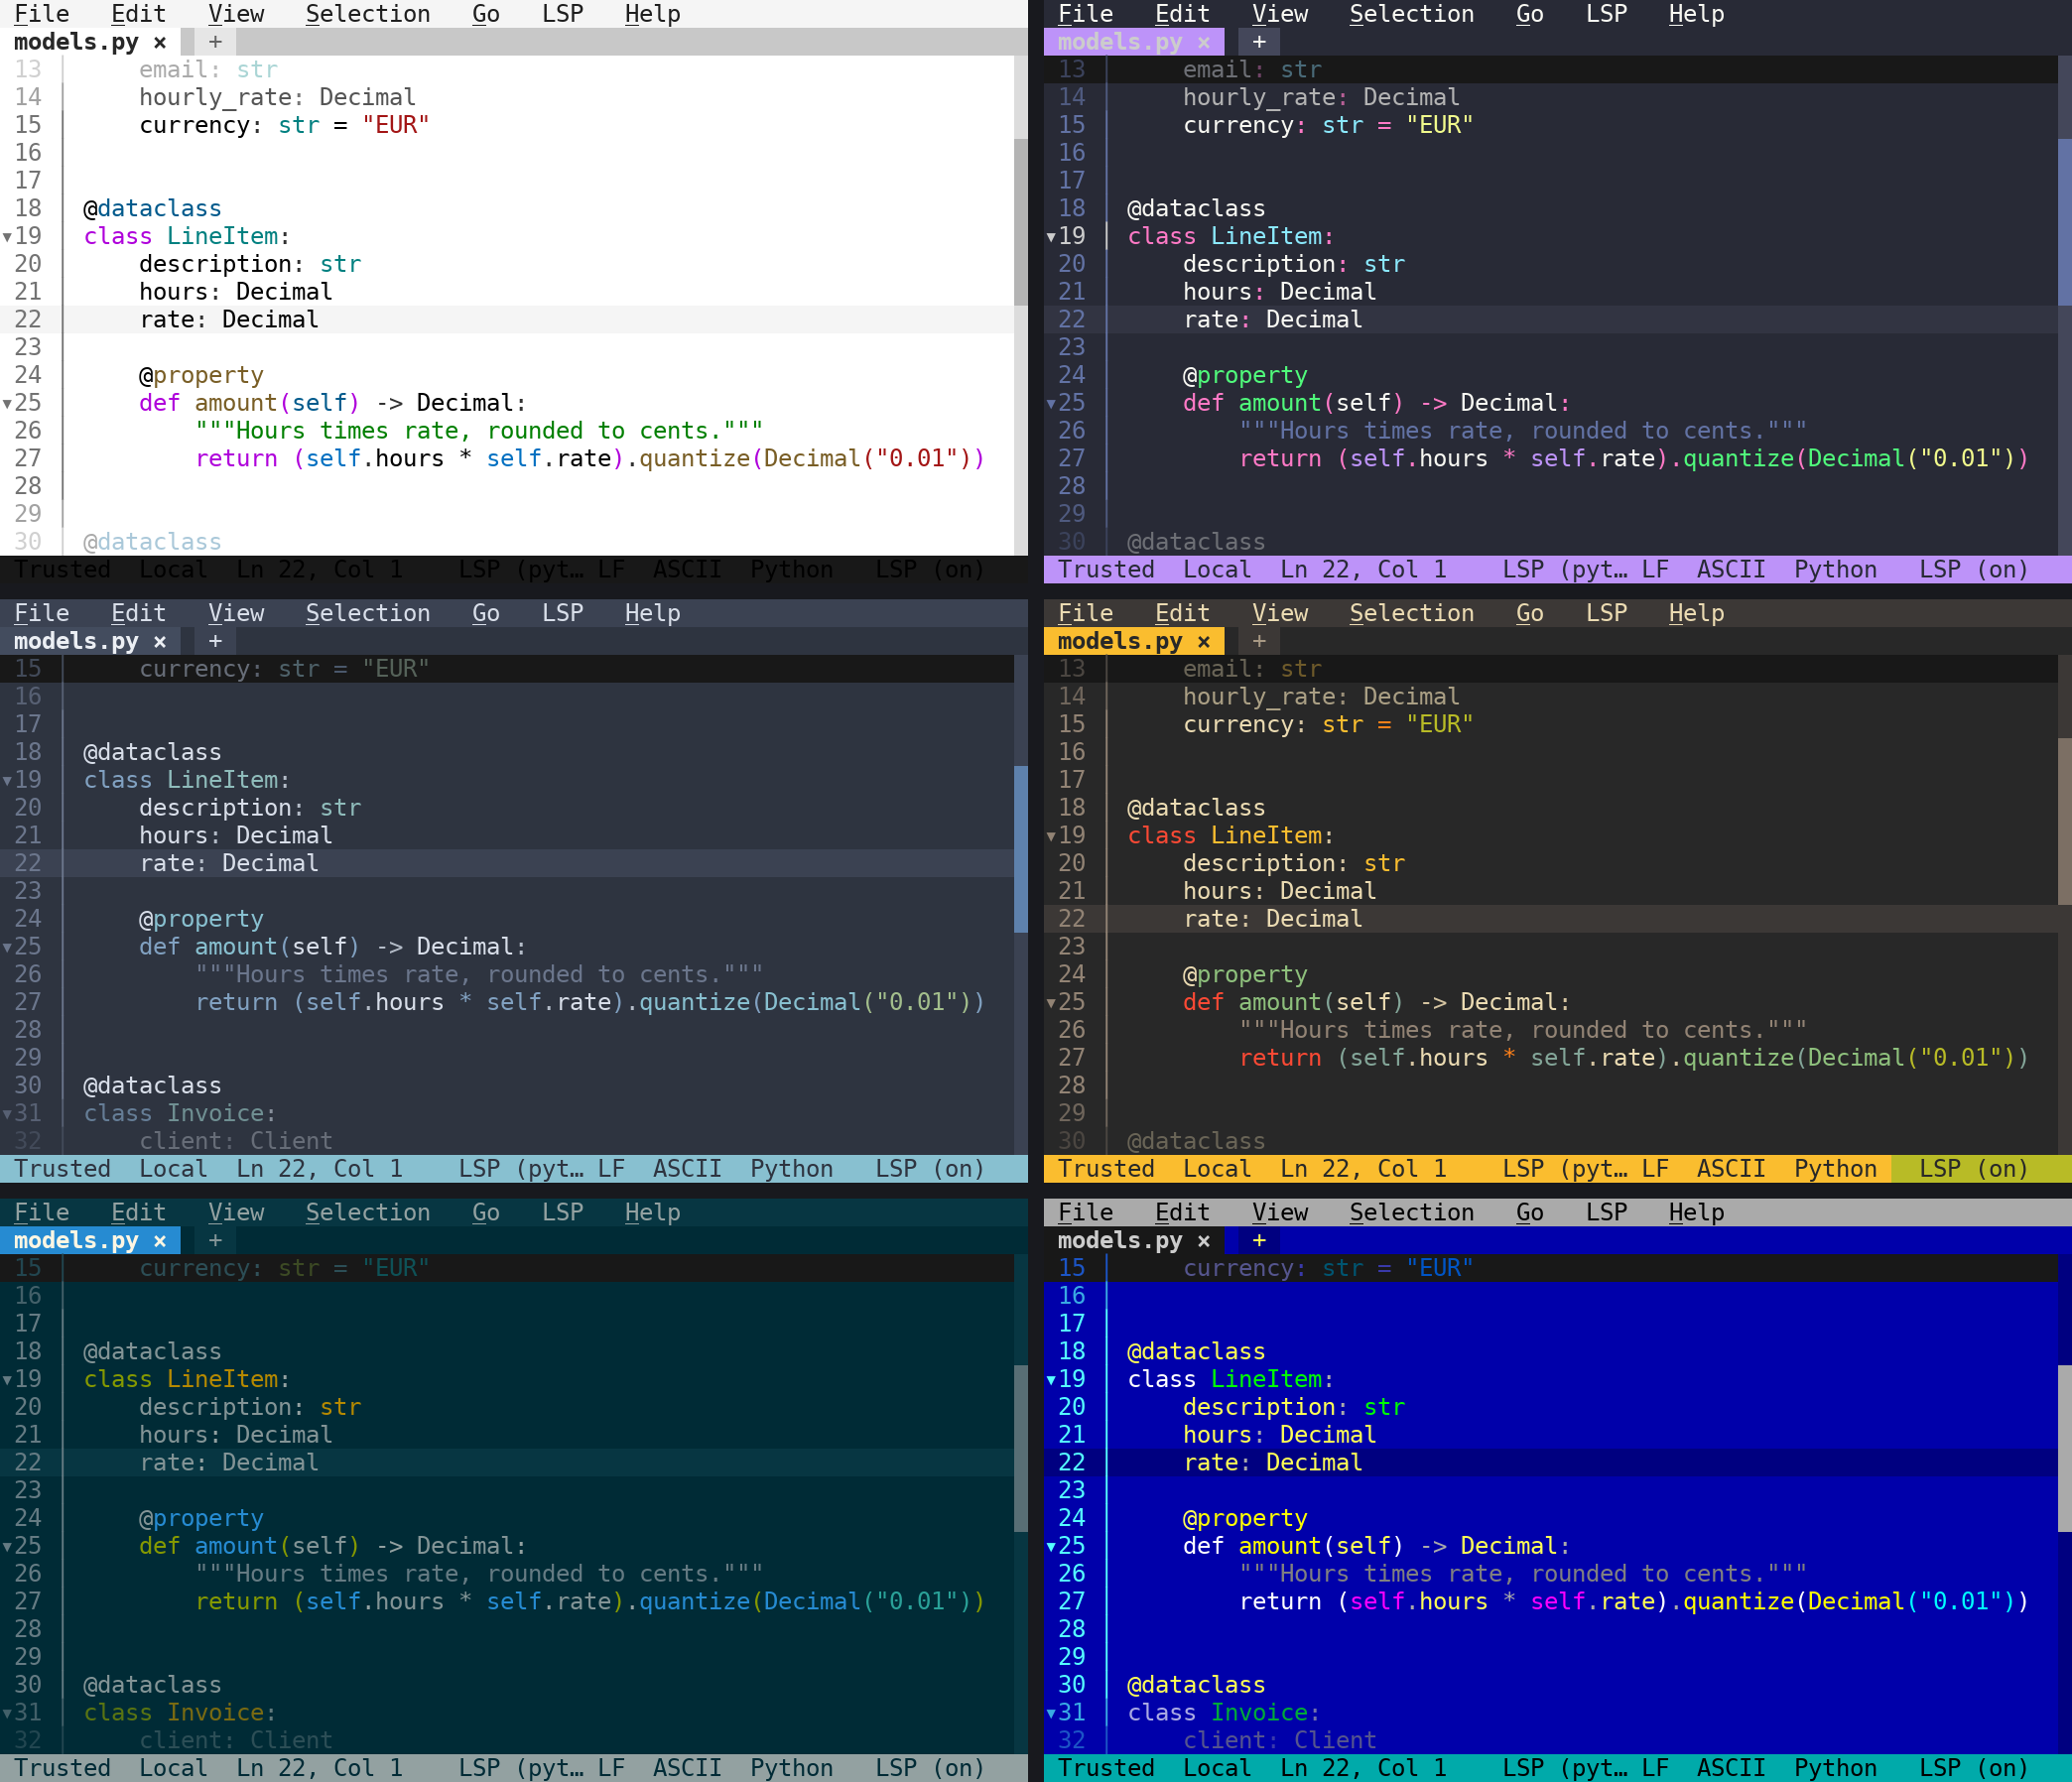 File   Edit   View   Selection   Go   LSP   Help
models.py ×   +
13       email: str
14       hourly_rate: Decimal
15       currency: str = "EUR"
16
17
18   @dataclass
▼19   class LineItem:
20       description: str
21       hours: Decimal
22       rate: Decimal
23
24       @property
▼25       def amount(self) -> Decimal:
26           """Hours times rate, rounded to cents."""
27           return (self.hours * self.rate).quantize(Decimal("0.01"))
28
29
30   @dataclass
Trusted  Local  Ln 22, Col 1    LSP (pyt… LF  ASCII  Python   LSP (on)
File   Edit   View   Selection   Go   LSP   Help
models.py ×   +
13       email: str
14       hourly_rate: Decimal
15       currency: str = "EUR"
16
17
18   @dataclass
▼19   class LineItem:
20       description: str
21       hours: Decimal
22       rate: Decimal
23
24       @property
▼25       def amount(self) -> Decimal:
26           """Hours times rate, rounded to cents."""
27           return (self.hours * self.rate).quantize(Decimal("0.01"))
28
29
30   @dataclass
Trusted  Local  Ln 22, Col 1    LSP (pyt… LF  ASCII  Python   LSP (on)
File   Edit   View   Selection   Go   LSP   Help
models.py ×   +
15       currency: str = "EUR"
16
17
18   @dataclass
▼19   class LineItem:
20       description: str
21       hours: Decimal
22       rate: Decimal
23
24       @property
▼25       def amount(self) -> Decimal:
26           """Hours times rate, rounded to cents."""
27           return (self.hours * self.rate).quantize(Decimal("0.01"))
28
29
30   @dataclass
▼31   class Invoice:
32       client: Client
Trusted  Local  Ln 22, Col 1    LSP (pyt… LF  ASCII  Python   LSP (on)
File   Edit   View   Selection   Go   LSP   Help
models.py ×   +
13       email: str
14       hourly_rate: Decimal
15       currency: str = "EUR"
16
17
18   @dataclass
▼19   class LineItem:
20       description: str
21       hours: Decimal
22       rate: Decimal
23
24       @property
▼25       def amount(self) -> Decimal:
26           """Hours times rate, rounded to cents."""
27           return (self.hours * self.rate).quantize(Decimal("0.01"))
28
29
30   @dataclass
Trusted  Local  Ln 22, Col 1    LSP (pyt… LF  ASCII  Python   LSP (on)
File   Edit   View   Selection   Go   LSP   Help
models.py ×   +
15       currency: str = "EUR"
16
17
18   @dataclass
▼19   class LineItem:
20       description: str
21       hours: Decimal
22       rate: Decimal
23
24       @property
▼25       def amount(self) -> Decimal:
26           """Hours times rate, rounded to cents."""
27           return (self.hours * self.rate).quantize(Decimal("0.01"))
28
29
30   @dataclass
▼31   class Invoice:
32       client: Client
Trusted  Local  Ln 22, Col 1    LSP (pyt… LF  ASCII  Python   LSP (on)
File   Edit   View   Selection   Go   LSP   Help
models.py ×   +
15       currency: str = "EUR"
16
17
18   @dataclass
▼19   class LineItem:
20       description: str
21       hours: Decimal
22       rate: Decimal
23
24       @property
▼25       def amount(self) -> Decimal:
26           """Hours times rate, rounded to cents."""
27           return (self.hours * self.rate).quantize(Decimal("0.01"))
28
29
30   @dataclass
▼31   class Invoice:
32       client: Client
Trusted  Local  Ln 22, Col 1    LSP (pyt… LF  ASCII  Python   LSP (on)